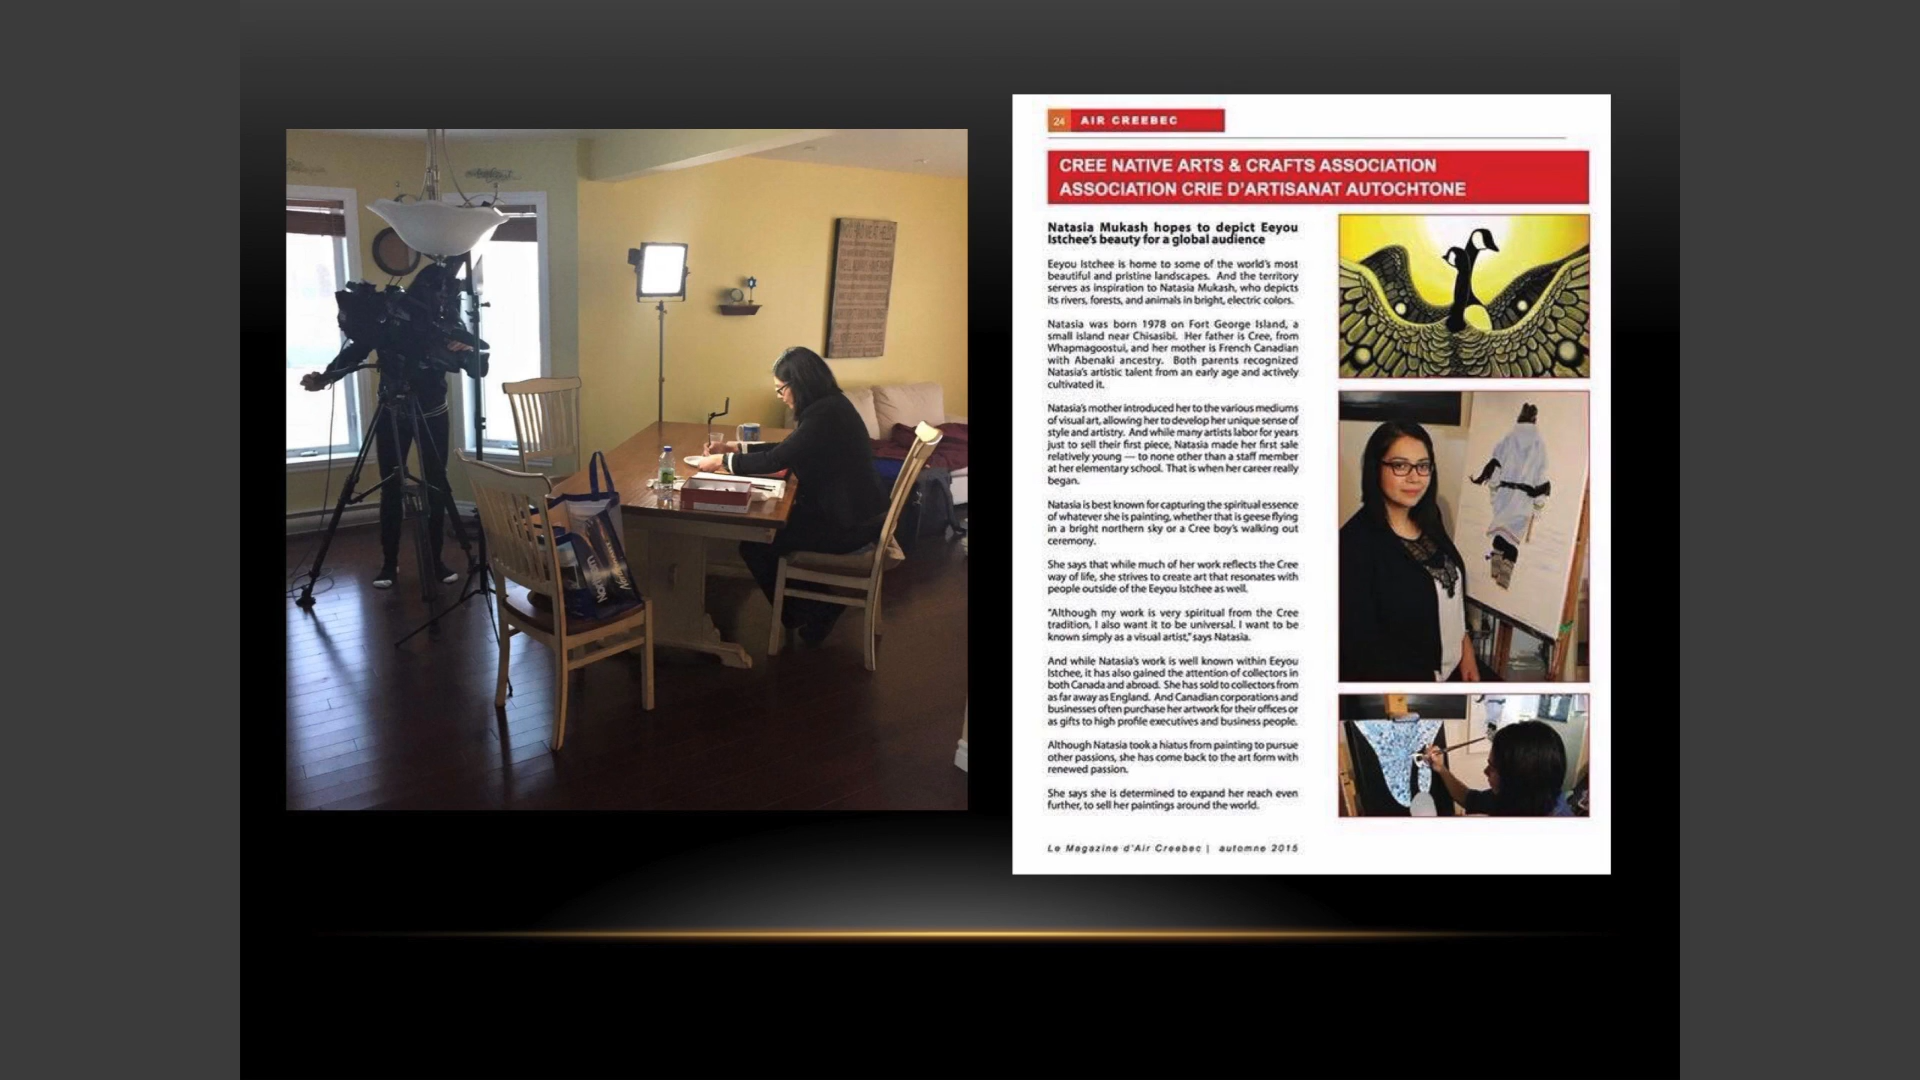 24 AIR CREEBEC
CREE NATIVE ARTS & CRAFTS ASSOCIATION
ASSOCIATION CRIE D'ARTISANAT AUTOCHTONE
Natasia Mukash hopes to depict Eeyou
Istchee's beauty for a global audience
Eeyou Istchee is home to some of the world's most
beautiful and pristine landscapes. And the territory
serves as inspiration to Natasia Mukash, who depicts
its rivers, forests, and animals in bright, electric colors.
Natasia was born 1978 on Fort George Island, a
small island near Chisasibi. Her father is Cree, from
Whapmagoostui, and her mother is French Canadian
with Abenaki ancestry. Both parents recognized
Natasia's artistic talent from an early age and actively
cultivated it.
Natasia's mother introduced her to the various mediums
of visual art, allowing her to develop her unique sense of
style and artistry. And while many artists labor for years
just to sell their first piece, Natasia made her first sale
relatively young — to none other than a staff member
at her elementary school. That is when her career really
began.
Natasia is best known for capturing the spiritual essence
of whatever she is painting, whether that is geese flying
in a bright northern sky or a Cree boy's walking out
ceremony.
She says that while much of her work reflects the Cree
way of life, she strives to create art that resonates with
people outside of the Eeyou Istchee as well.
"Although my work is very spiritual from the Cree
tradition, I also want it to be universal. I want to be
known simply as a visual artist," says Natasia.
And while Natasia's work is well known within Eeyou
Istchee, it has also gained the attention of collectors in
both Canada and abroad. She has sold to collectors from
as far away as England. And Canadian corporations and
businesses often purchase her artwork for their offices or
as gifts to high profile executives and business people.
Although Natasia took a hiatus from painting to pursue
other passions, she has come back to the art form with
renewed passion.
She says she is determined to expand her reach even
further, to sell her paintings around the world.
Le Magazine d'Air Creebec | automne 2015